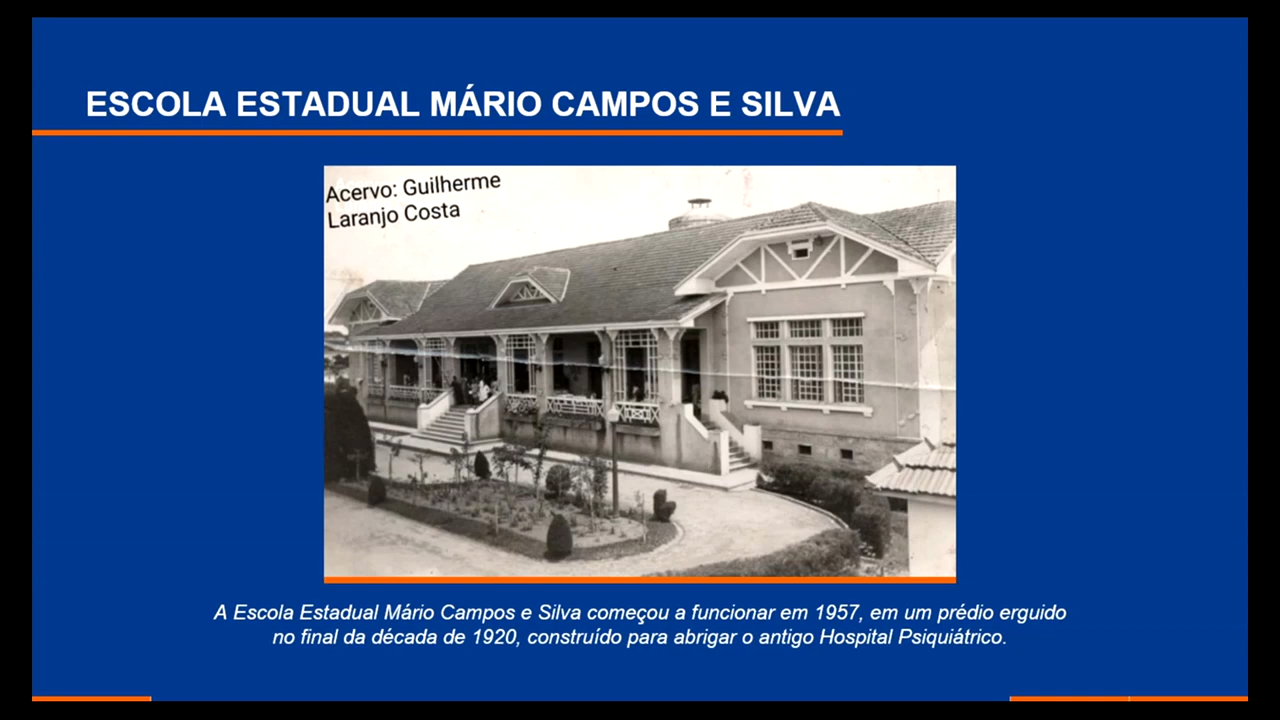 ESCOLA ESTADUAL MÁRIO CAMPOS E SILVA
Acervo: Guilherme
Laranjo Costa
A Escola Estadual Mário Campos e Silva começou a funcionar em 1957, em um prédio erguido
no final da década de 1920, construído para abrigar o antigo Hospital Psiquiátrico.